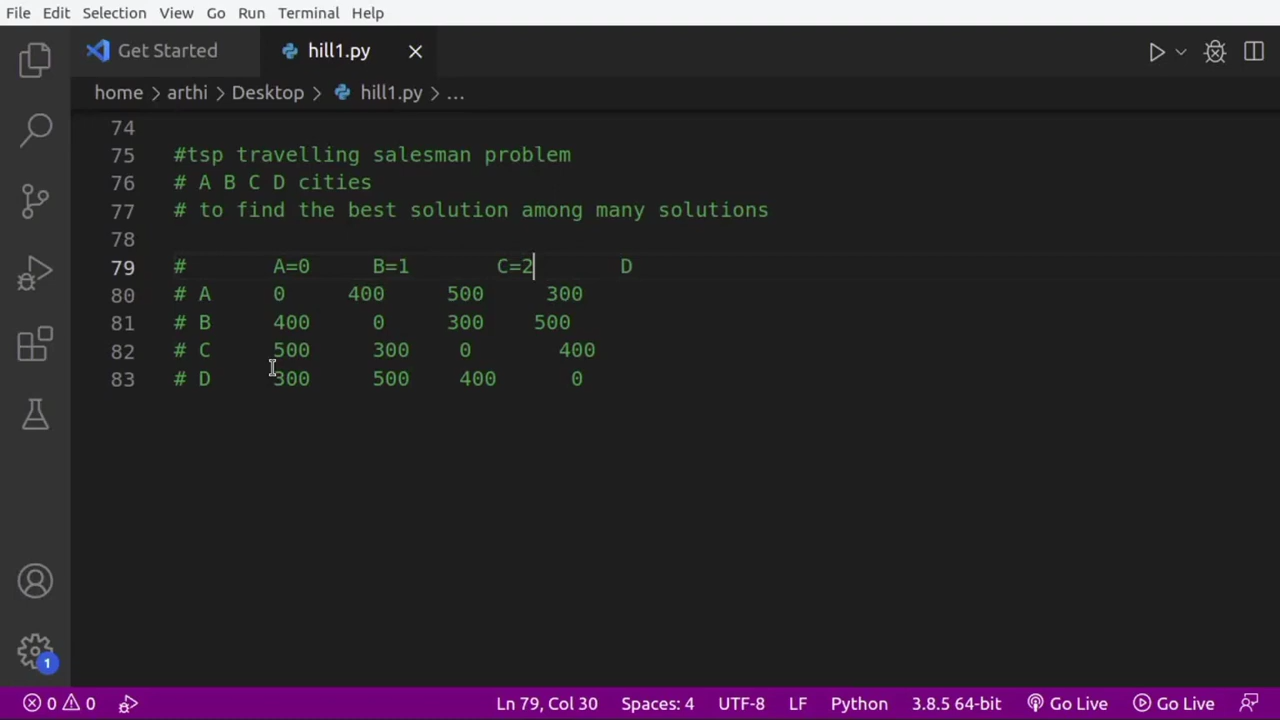 File Edit Selection View Go Run Terminal Help
Get Started hill1.py
home > arthi > Desktop > hill1.py > ...
74
75 #tsp travelling salesman problem
76 # A B C D cities
77 # to find the best solution among many solutions
78
79 # A=0 B=1 C=2 D
80 # A 0 400 500 300
81 # B 400 0 300 500
82 # C 500 300 0 400
83 # D 300 500 400 0
1
0 0 Ln 79, Col 30 Spaces: 4 UTF-8 LF Python 3.8.5 64-bit Go Live Go Live